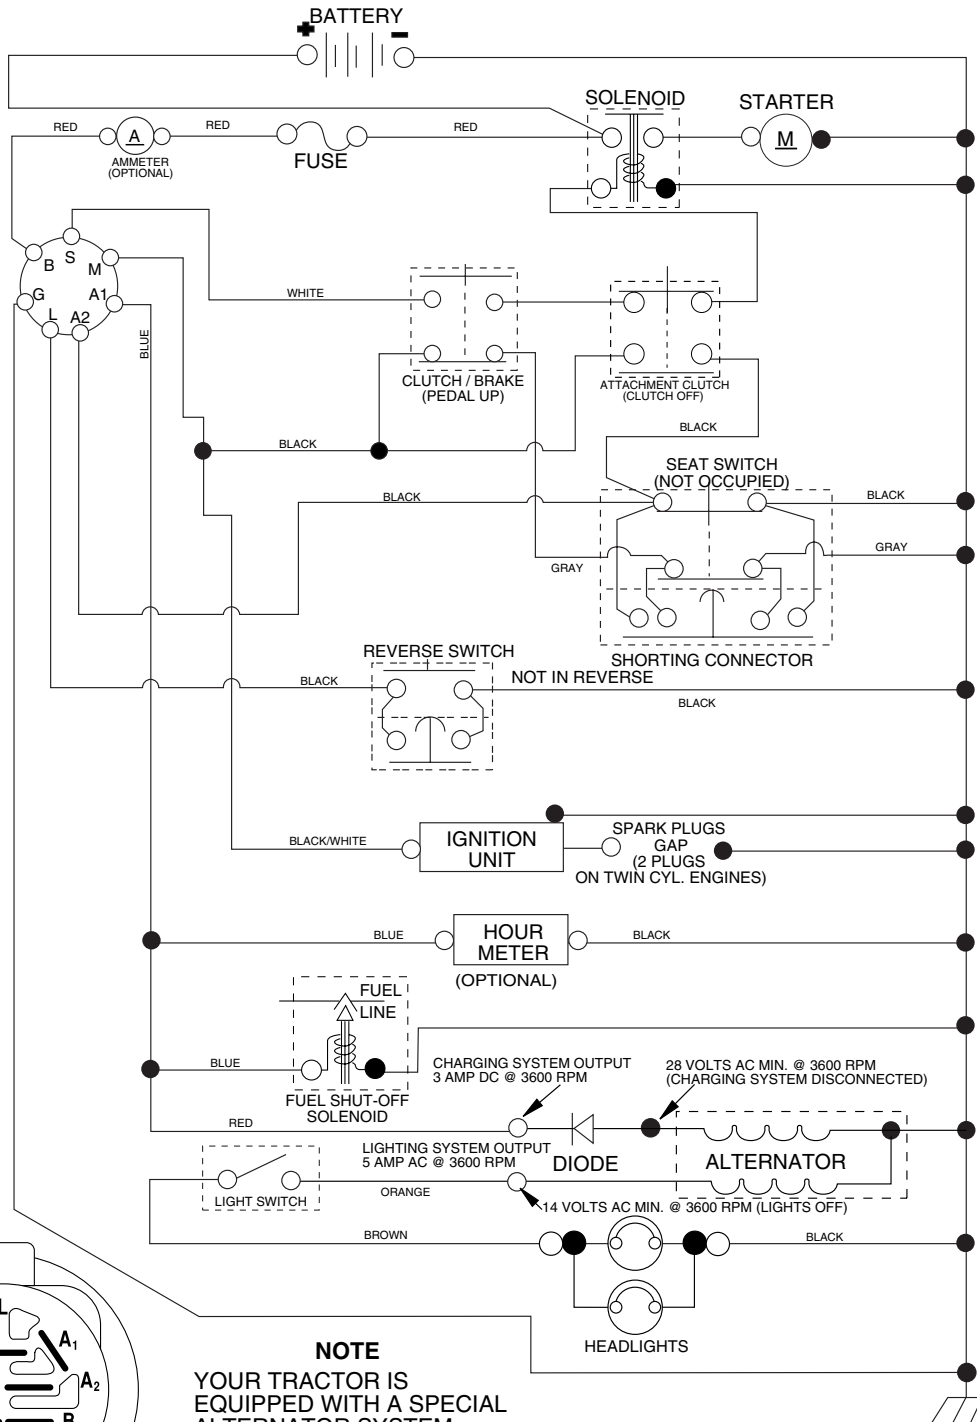 BATTERY
+
-
SOLENOID
STARTER
RED
A
RED
FUSE
RED
M
AMMETER
(OPTIONAL)
B
S
M
G
A1
L
A2
BLUE
WHITE
CLUTCH / BRAKE
(PEDAL UP)
ATTACHMENT CLUTCH
(CLUTCH OFF)
BLACK
BLACK
SEAT SWITCH
(NOT OCCUPIED)
BLACK
BLACK
GRAY
GRAY
REVERSE SWITCH
SHORTING CONNECTOR
BLACK
NOT IN REVERSE
BLACK
BLACK/WHITE
IGNITION
UNIT
SPARK PLUGS
GAP
(2 PLUGS
ON TWIN CYL. ENGINES)
BLUE
HOUR
METER
BLACK
(OPTIONAL)
FUEL
LINE
BLUE
FUEL SHUT-OFF
SOLENOID
CHARGING SYSTEM OUTPUT
3 AMP DC @ 3600 RPM
28 VOLTS AC MIN. @ 3600 RPM
(CHARGING SYSTEM DISCONNECTED)
RED
LIGHTING SYSTEM OUTPUT
5 AMP AC @ 3600 RPM
DIODE
ALTERNATOR
LIGHT SWITCH
ORANGE
14 VOLTS AC MIN. @ 3600 RPM (LIGHTS OFF)
BROWN
BLACK
HEADLIGHTS
L
A1
A2
B
NOTE
YOUR TRACTOR IS
EQUIPPED WITH A SPECIAL
ALTERNATOR SYSTEM